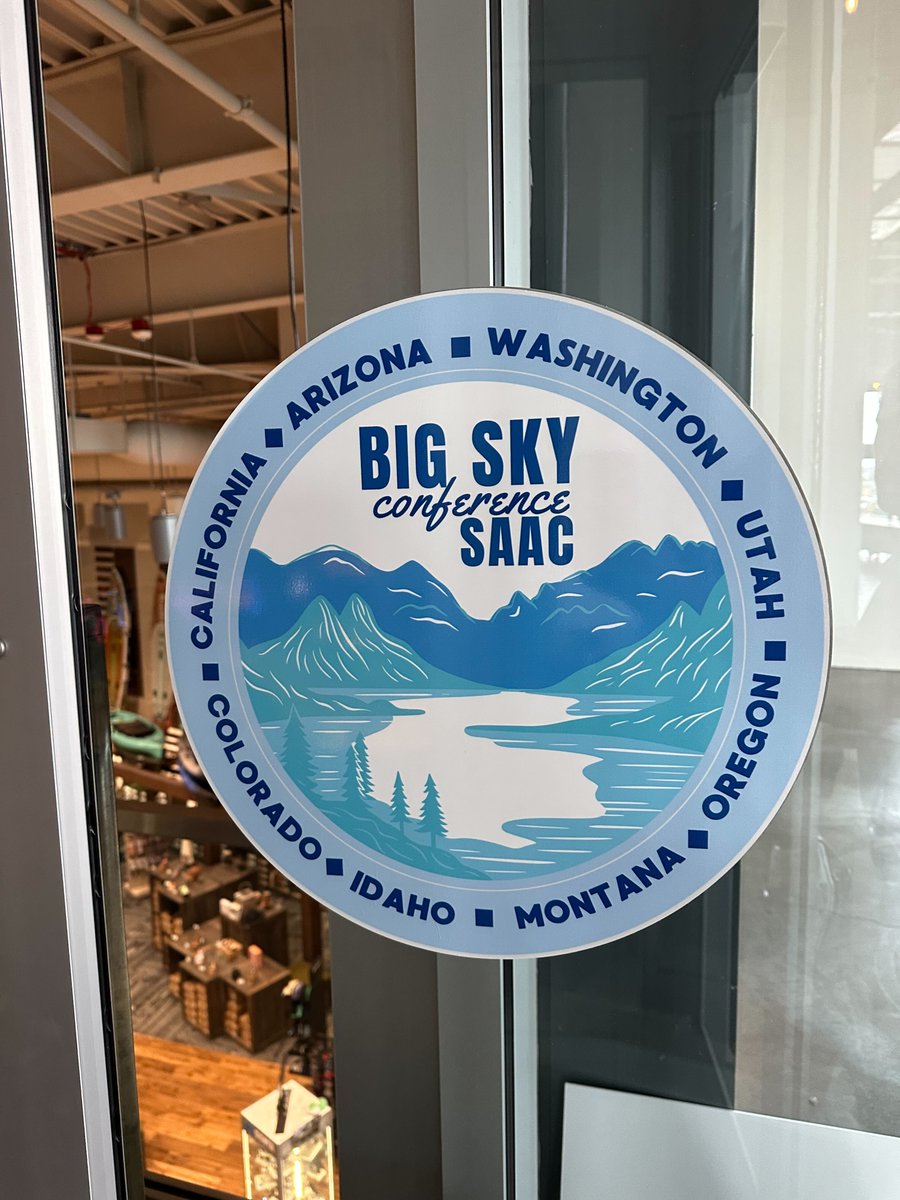 BIG SKY
conference
SAAC
ARIZONA ■ WASHINGTON ■ UTAH ■ OREGON ■ MONTANA ■ IDAHO ■ COLORADO ■ CALIFORNIA ■